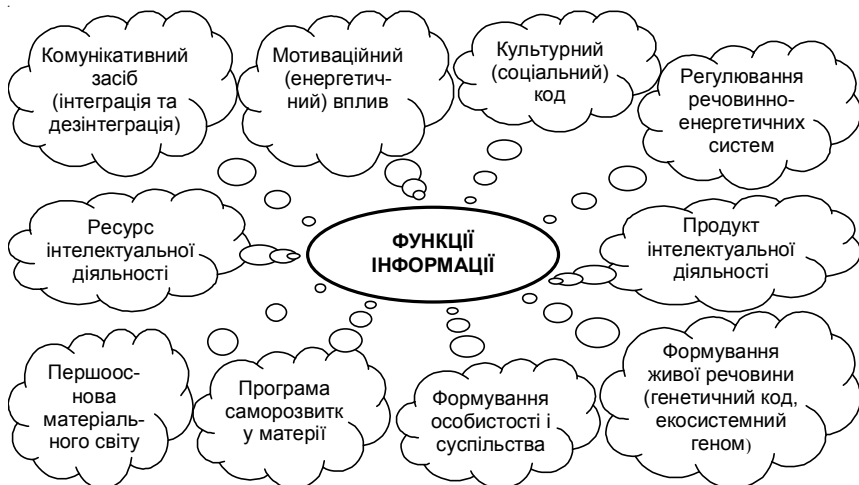 Комунікативний
засіб
(інтеграція та
дезінтеграція)
Мотиваційний
(енергетич-
ний) вплив
Культурний
(соціальний)
код
Регулювання
речовинно-
енергетичних
систем
Ресурс
інтелектуальної
діяльності
ФУНКЦІЇ
ІНФОРМАЦІЇ
Продукт
інтелектуальної
діяльності
Першоос-
нова
матеріаль-
ного світу
Програма
саморозвитк
у матерії
Формування
особистості і
суспільства
Формування
живої речовини
(генетичний код,
екосистемний
геном)